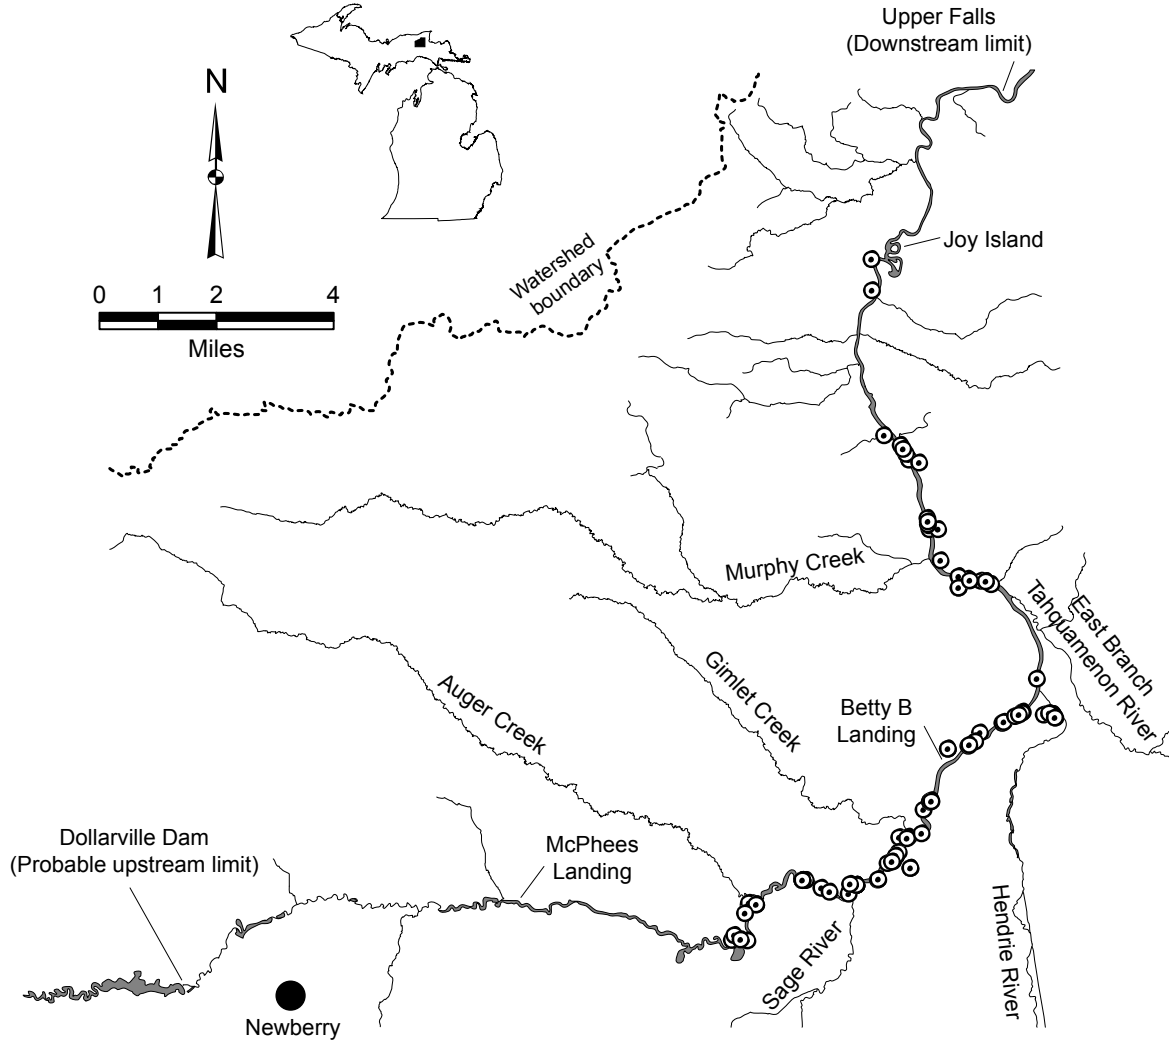 Upper Falls
(Downstream limit)
N
Joy Island
Watershed
boundary
0 1 2 4
Miles
Murphy Creek
East Branch
Tahquamenon River
Gimlet Creek
Auger Creek
Betty B
Landing
Dollarville Dam
(Probable upstream limit)
McPhees
Landing
Hendrie River
Sage River
Newberry